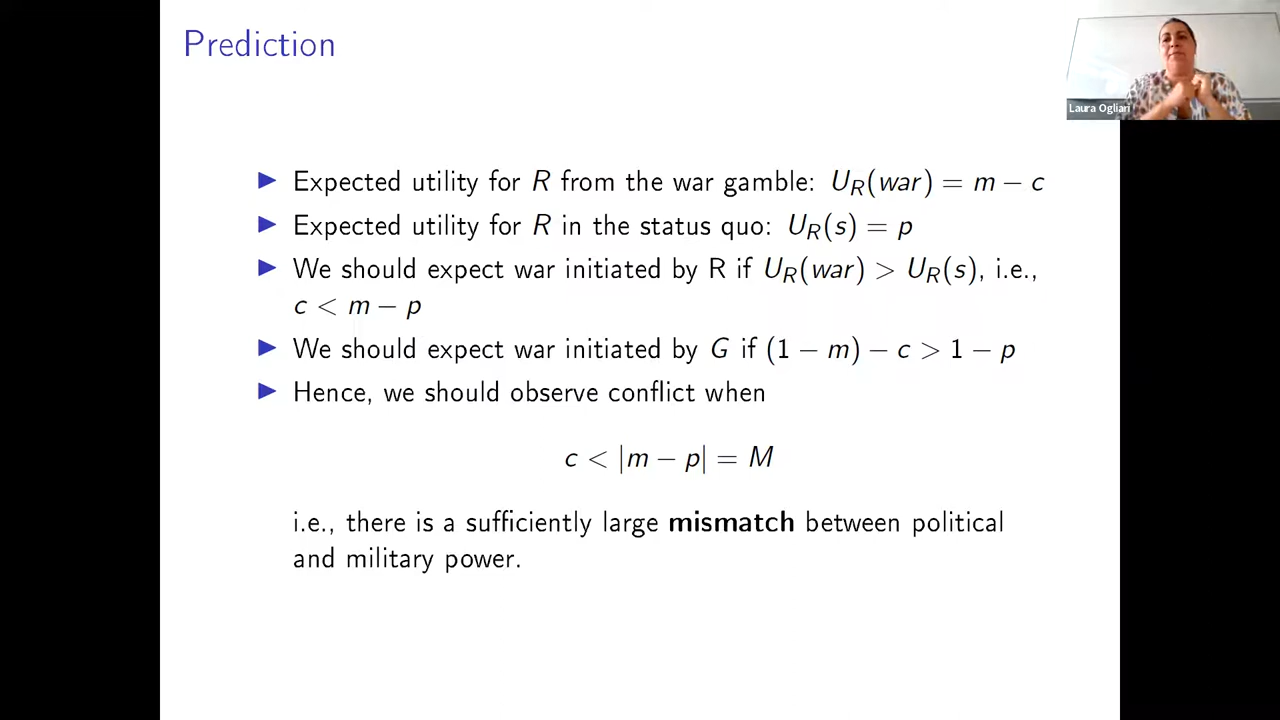 Prediction
Laura Oglian
▶ Expected utility for R from the war gamble: U_R(war) = m − c
▶ Expected utility for R in the status quo: U_R(s) = p
▶ We should expect war initiated by R if U_R(war) > U_R(s), i.e.,
c < m − p
▶ We should expect war initiated by G if (1 − m) − c > 1 − p
▶ Hence, we should observe conflict when
c < |m − p| = M
i.e., there is a sufficiently large mismatch between political
and military power.